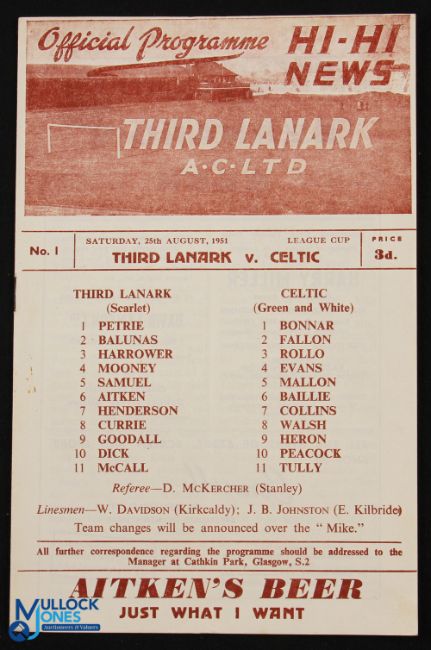 Official Programme HI-HI
NEWS
THIRD LANARK
A·C·LTD
No. 1
SATURDAY, 25th AUGUST, 1951 LEAGUE CUP
THIRD LANARK v. CELTIC
PRICE
3d.
THIRD LANARK
(Scarlet)
1 PETRIE
2 BALUNAS
3 HARROWER
4 MOONEY
5 SAMUEL
6 AITKEN
7 HENDERSON
8 CURRIE
9 GOODALL
10 DICK
11 McCALL
CELTIC
(Green and White)
1 BONNAR
2 FALLON
3 ROLLO
4 EVANS
5 MALLON
6 BAILLIE
7 COLLINS
8 WALSH
9 HERON
10 PEACOCK
11 TULLY
Referee—D. McKERCHER (Stanley)
Linesmen—W. DAVIDSON (Kirkcaldy); J. B. JOHNSTON (E. Kilbride)
Team changes will be announced over the "Mike."
All further correspondence regarding the programme should be addressed to the
Manager at Cathkin Park, Glasgow, S.2
AITKEN'S BEER
JUST WHAT I WANT
MULLOCK
JONES
Auctioneers & Valuers